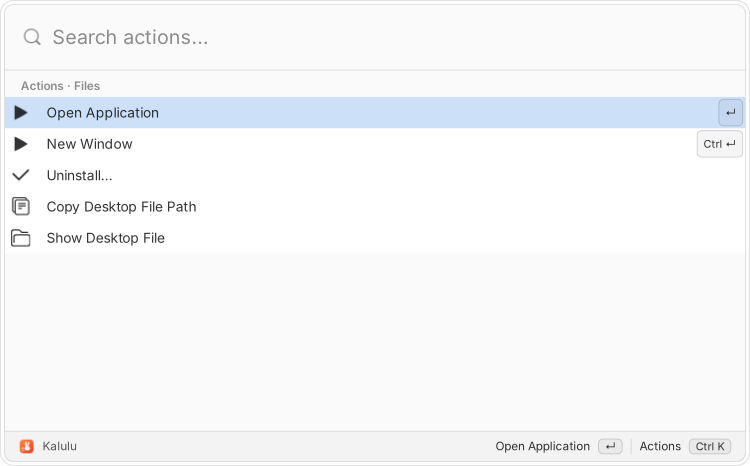 Search actions...
Actions · Files
Open Application ↵
New Window Ctrl ↵
Uninstall...
Copy Desktop File Path
Show Desktop File
Kalulu Open Application ↵ Actions Ctrl K